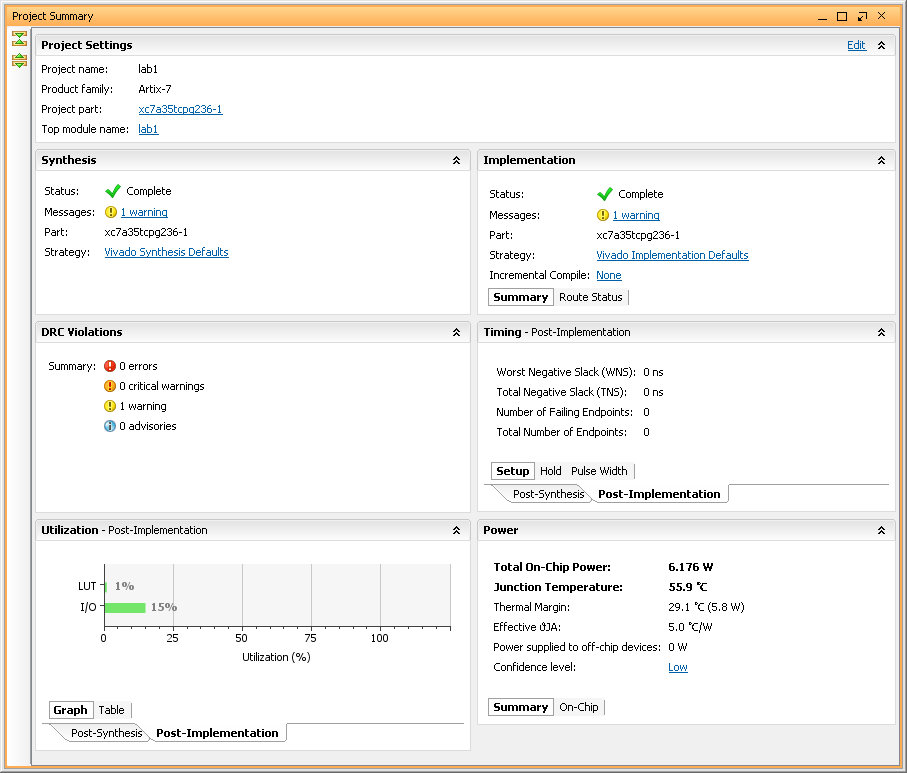 Project Summary
Project Settings
Edit
Project name: lab1
Product family: Artix-7
Project part: xc7a35tcpg236-1
Top module name: lab1
Synthesis
Status: Complete
Messages: 1 warning
Part: xc7a35tcpg236-1
Strategy: Vivado Synthesis Defaults
Implementation
Status: Complete
Messages: 1 warning
Part: xc7a35tcpg236-1
Strategy: Vivado Implementation Defaults
Incremental Compile: None
Summary Route Status
DRC Violations
Summary: 0 errors
0 critical warnings
1 warning
0 advisories
Timing - Post-Implementation
Worst Negative Slack (WNS): 0 ns
Total Negative Slack (TNS): 0 ns
Number of Failing Endpoints: 0
Total Number of Endpoints: 0
Setup Hold Pulse Width
Post-Synthesis Post-Implementation
Utilization - Post-Implementation
LUT 1%
I/O 15%
0 25 50 75 100
Utilization (%)
Graph Table
Post-Synthesis Post-Implementation
Power
Total On-Chip Power: 6.176 W
Junction Temperature: 55.9 °C
Thermal Margin: 29.1 °C (5.8 W)
Effective ϑJA: 5.0 °C/W
Power supplied to off-chip devices: 0 W
Confidence level: Low
Summary On-Chip